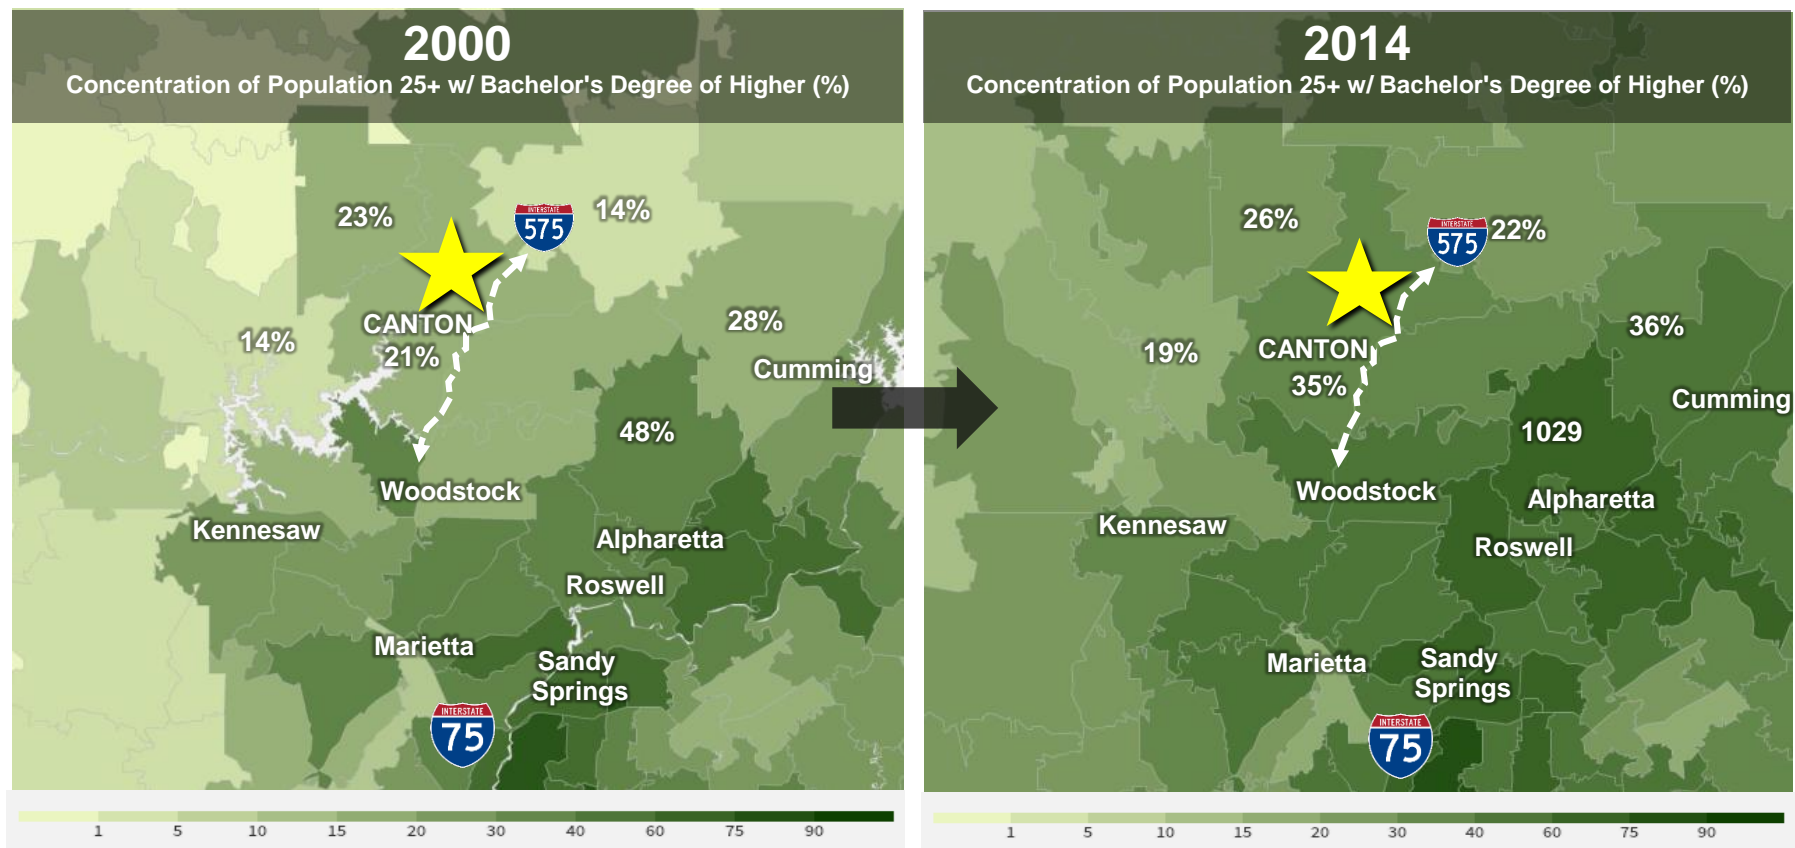 2000
Concentration of Population 25+ w/ Bachelor's Degree of Higher (%)
23%
14%
INTERSTATE
575
CANTON
21%
14%
28%
Cumming
48%
Woodstock
Kennesaw
Alpharetta
Roswell
Marietta
Sandy
Springs
INTERSTATE
75
1 5 10 15 20 30 40 60 75 90
2014
Concentration of Population 25+ w/ Bachelor's Degree of Higher (%)
26%
INTERSTATE
575
22%
CANTON
35%
19%
36%
Cumming
1029
Woodstock
Alpharetta
Kennesaw
Roswell
Marietta
Sandy
Springs
INTERSTATE
75
1 5 10 15 20 30 40 60 75 90